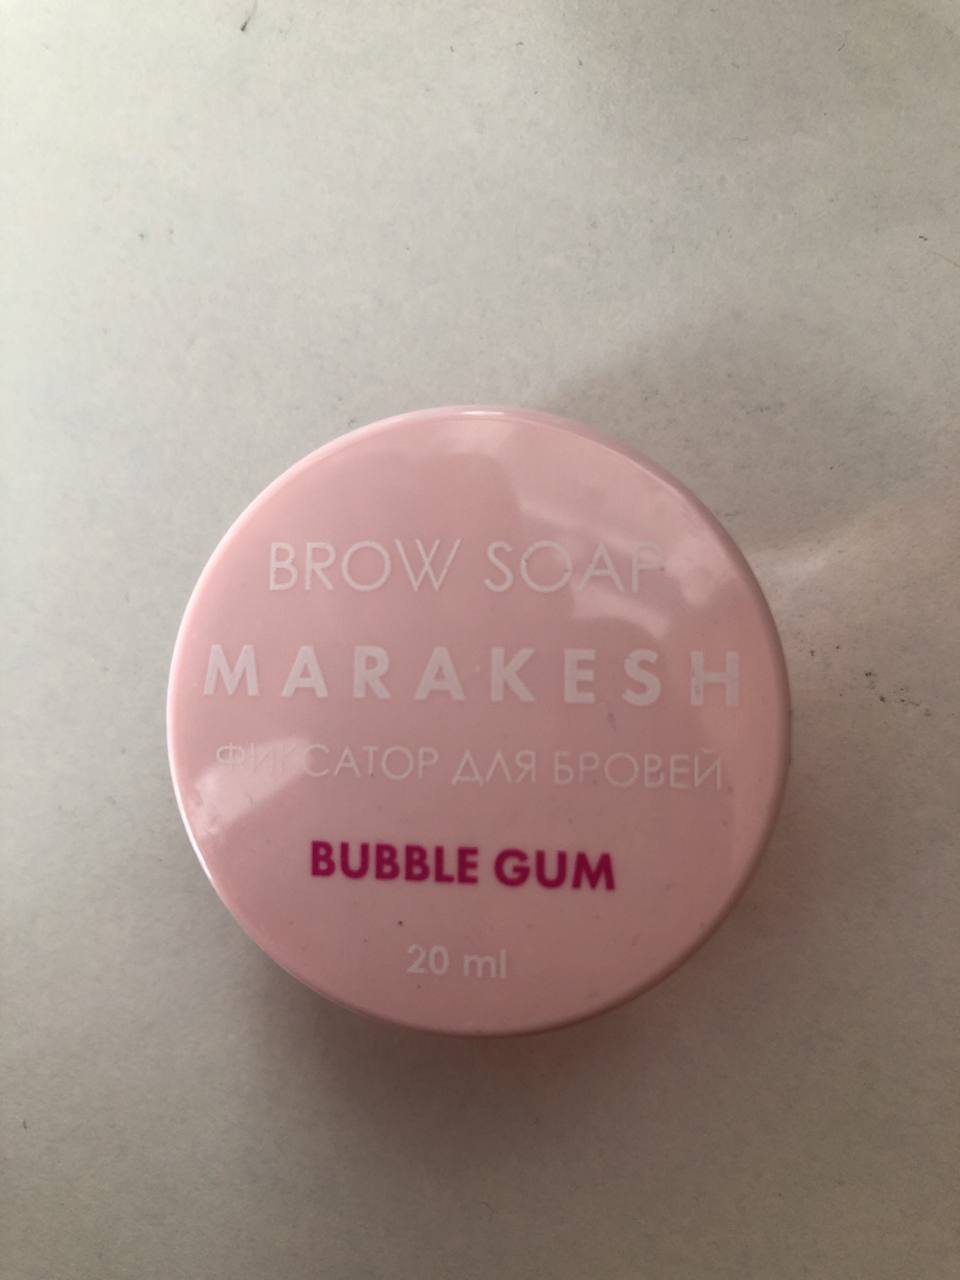 BROW SOAP
MARAKESH
ФИКСАТОР ДЛЯ БРОВЕЙ
BUBBLE GUM
20 ml